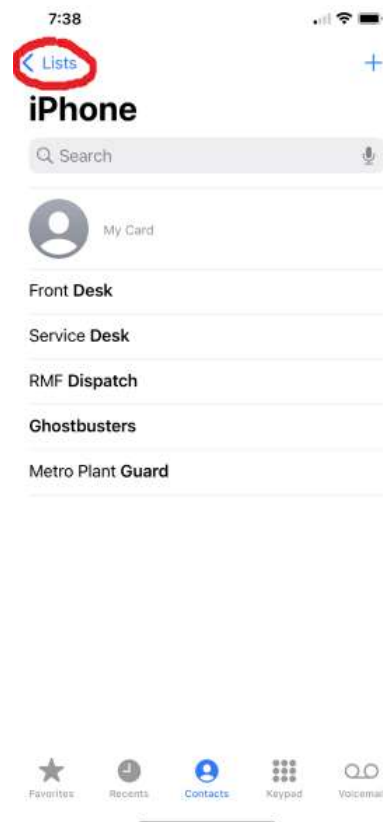 7:38
Lists
+
iPhone
Search
My Card
Front Desk
Service Desk
RMF Dispatch
Ghostbusters
Metro Plant Guard
Favorites Recents Contacts Keypad Voicemail